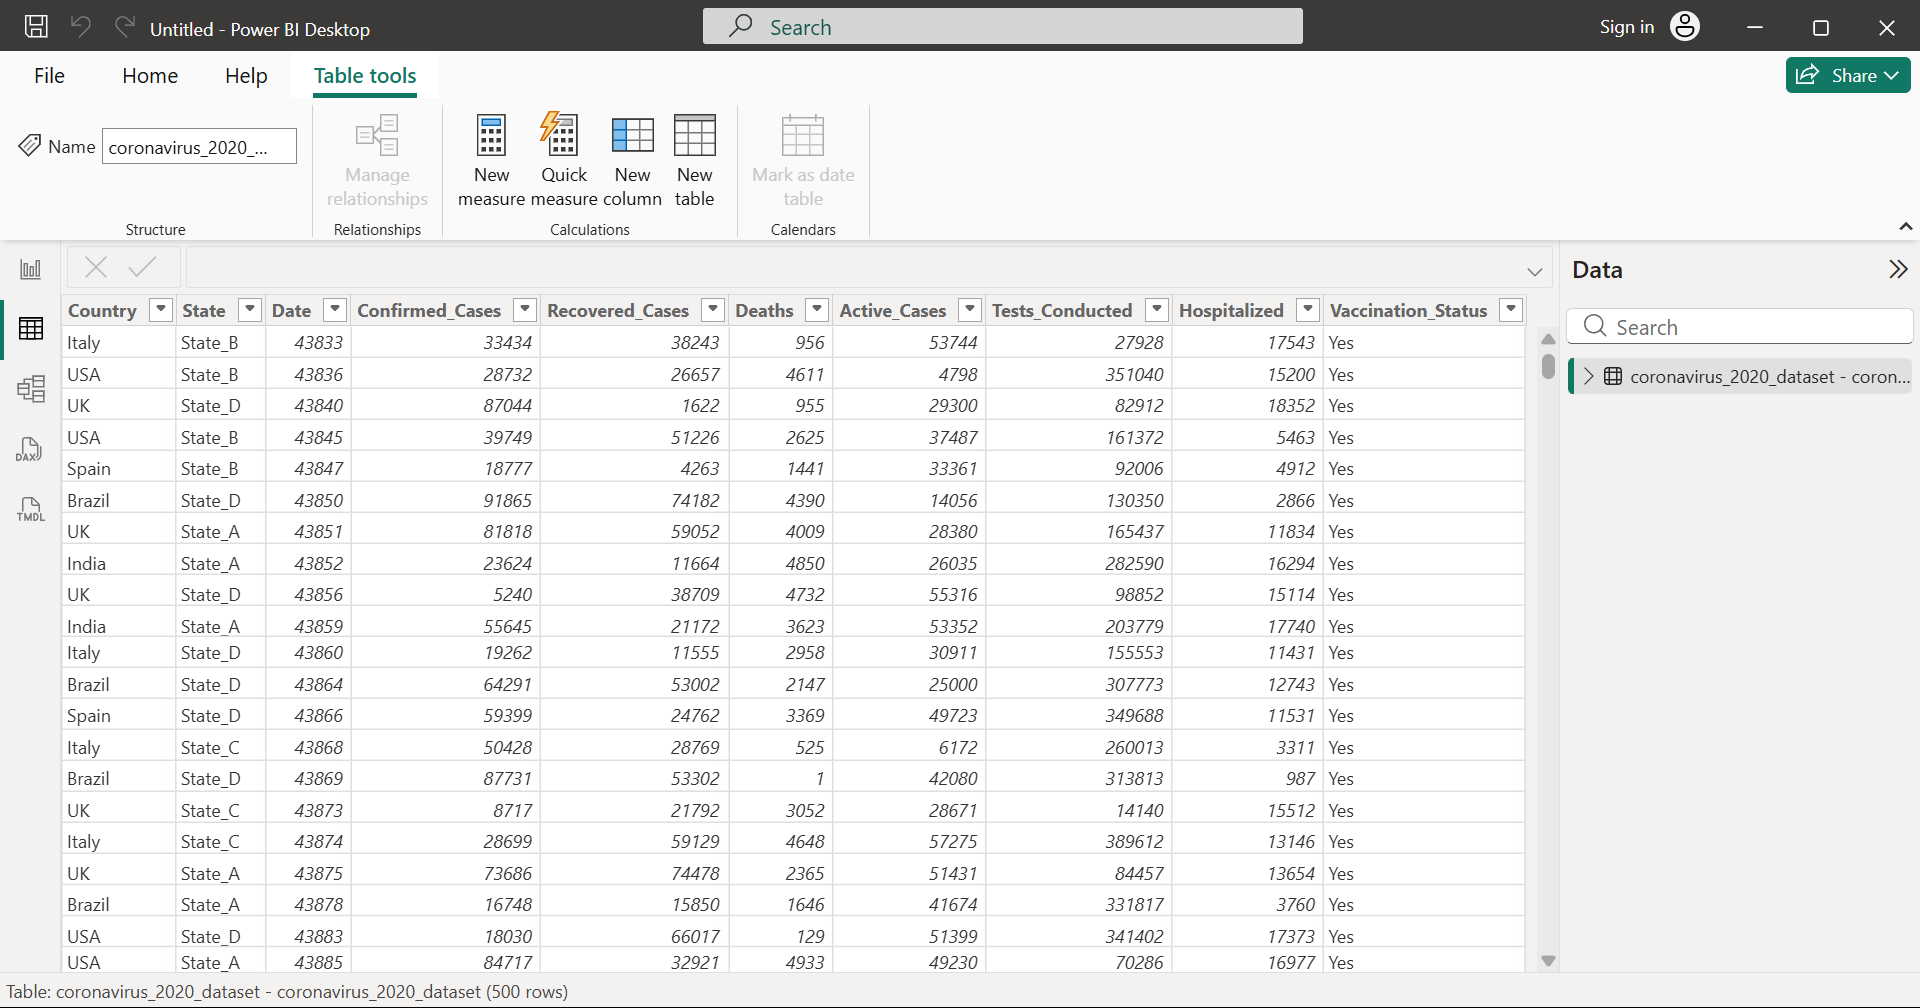 Untitled - Power BI Desktop
Search
Sign in
File Home Help Table tools
Share
Name coronavirus_2020_...
Manage relationships
New measure
Quick measure
New column
New table
Mark as date table
Structure Relationships Calculations Calendars
Data
Search
coronavirus_2020_dataset - coron...
DAX
TMDL
Country State Date Confirmed_Cases Recovered_Cases Deaths Active_Cases Tests_Conducted Hospitalized Vaccination_Status
Italy State_B 43833 33434 38243 956 53744 27928 17543 Yes
USA State_B 43836 28732 26657 4611 4798 351040 15200 Yes
UK State_D 43840 87044 1622 955 29300 82912 18352 Yes
USA State_B 43845 39749 51226 2625 37487 161372 5463 Yes
Spain State_B 43847 18777 4263 1441 33361 92006 4912 Yes
Brazil State_D 43850 91865 74182 4390 14056 130350 2866 Yes
UK State_A 43851 81818 59052 4009 28380 165437 11834 Yes
India State_A 43852 23624 11664 4850 26035 282590 16294 Yes
UK State_D 43856 5240 38709 4732 55316 98852 15114 Yes
India State_A 43859 55645 21172 3623 53352 203779 17740 Yes
Italy State_D 43860 19262 11555 2958 30911 155553 11431 Yes
Brazil State_D 43864 64291 53002 2147 25000 307773 12743 Yes
Spain State_D 43866 59399 24762 3369 49723 349688 11531 Yes
Italy State_C 43868 50428 28769 525 6172 260013 3311 Yes
Brazil State_D 43869 87731 53302 1 42080 313813 987 Yes
UK State_C 43873 8717 21792 3052 28671 14140 15512 Yes
Italy State_C 43874 28699 59129 4648 57275 389612 13146 Yes
UK State_A 43875 73686 74478 2365 51431 84457 13654 Yes
Brazil State_A 43878 16748 15850 1646 41674 331817 3760 Yes
USA State_D 43883 18030 66017 129 51399 341402 17373 Yes
USA State_A 43885 84717 32921 4933 49230 70286 16977 Yes
Table: coronavirus_2020_dataset - coronavirus_2020_dataset (500 rows)